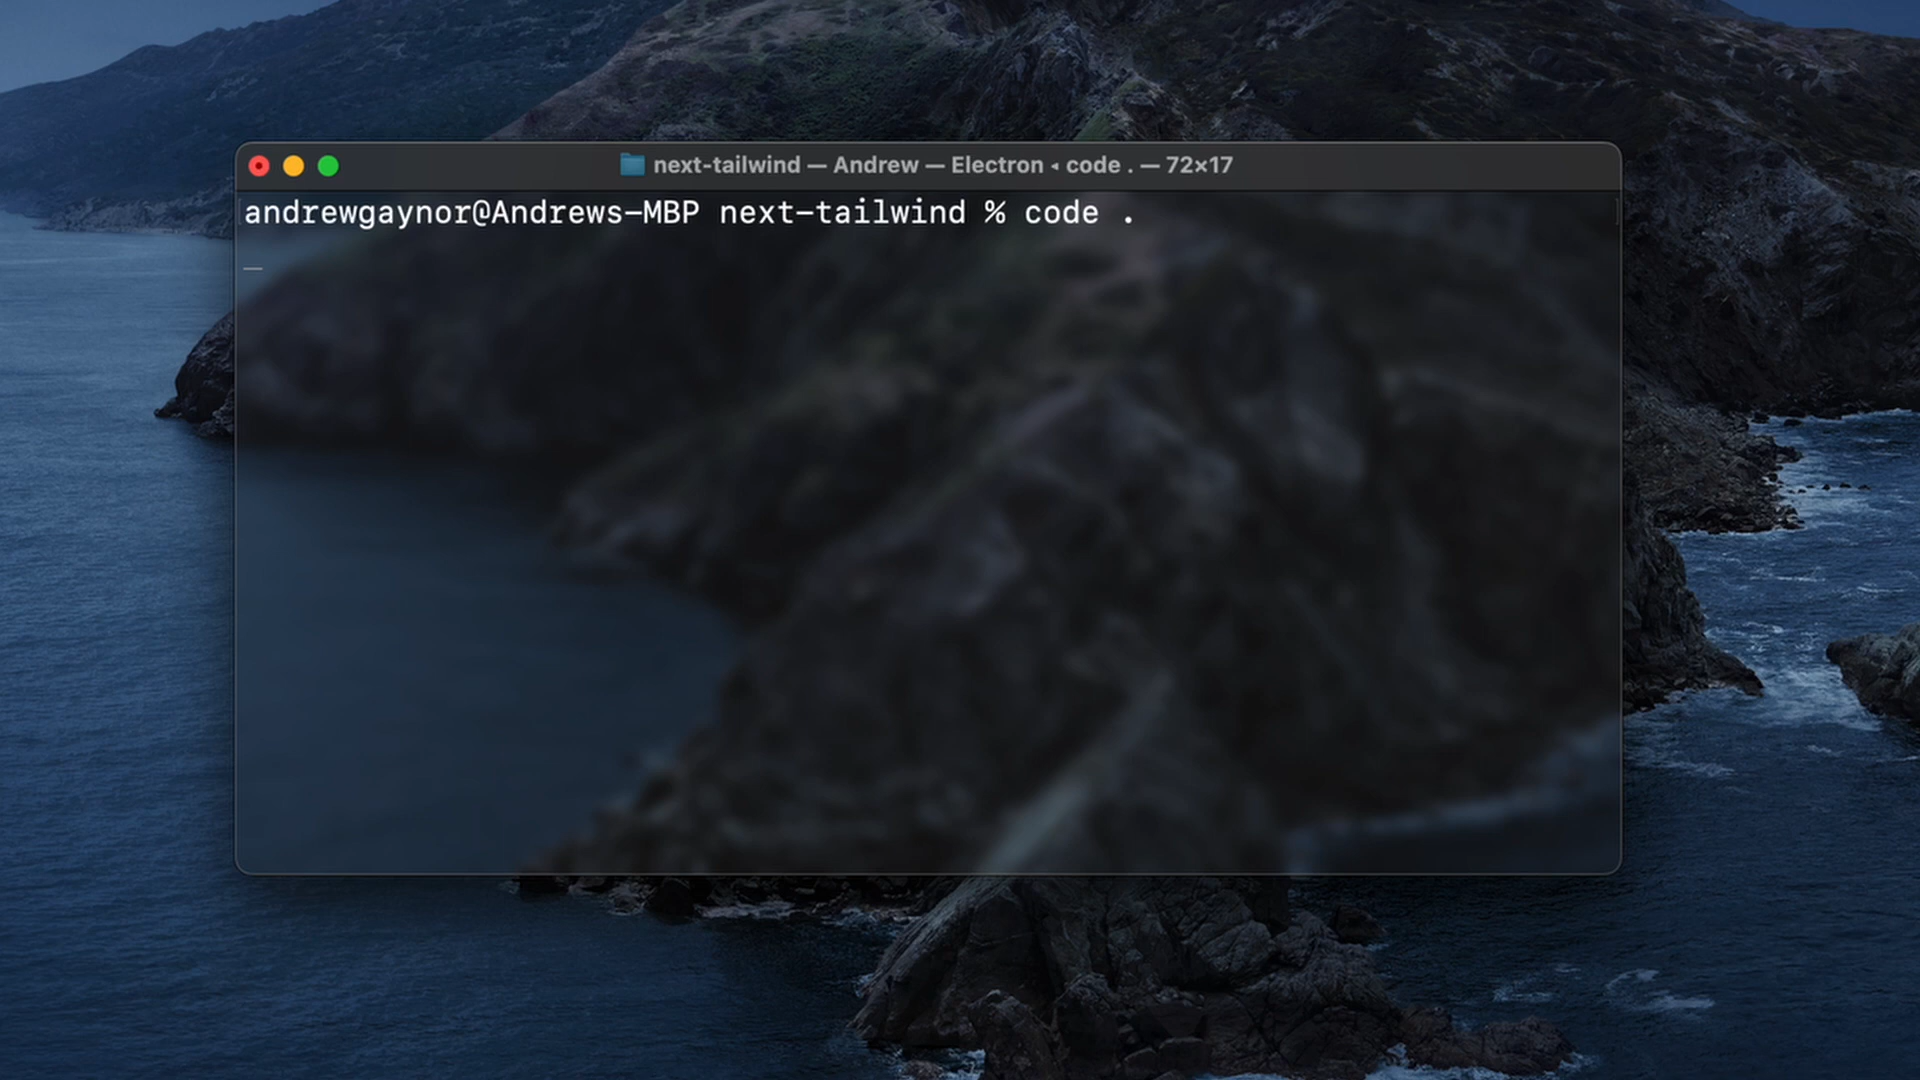 next-tailwind — Andrew — Electron ◂ code . — 72×17
andrewgaynor@Andrews-MBP next-tailwind % code .